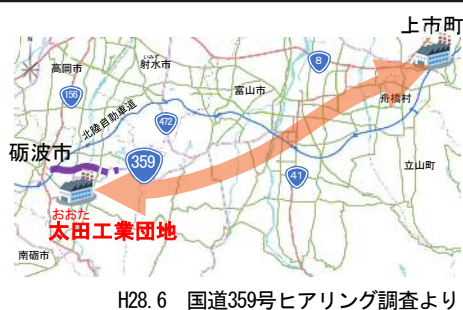 上市町
8
高岡市
いみず
射水市
富山市
156
北陸自動車道
472
舟橋村
砺波市
359
41
立山町
おおた
太田工業団地
南砺市
H28.6 国道359号ヒアリング調査より